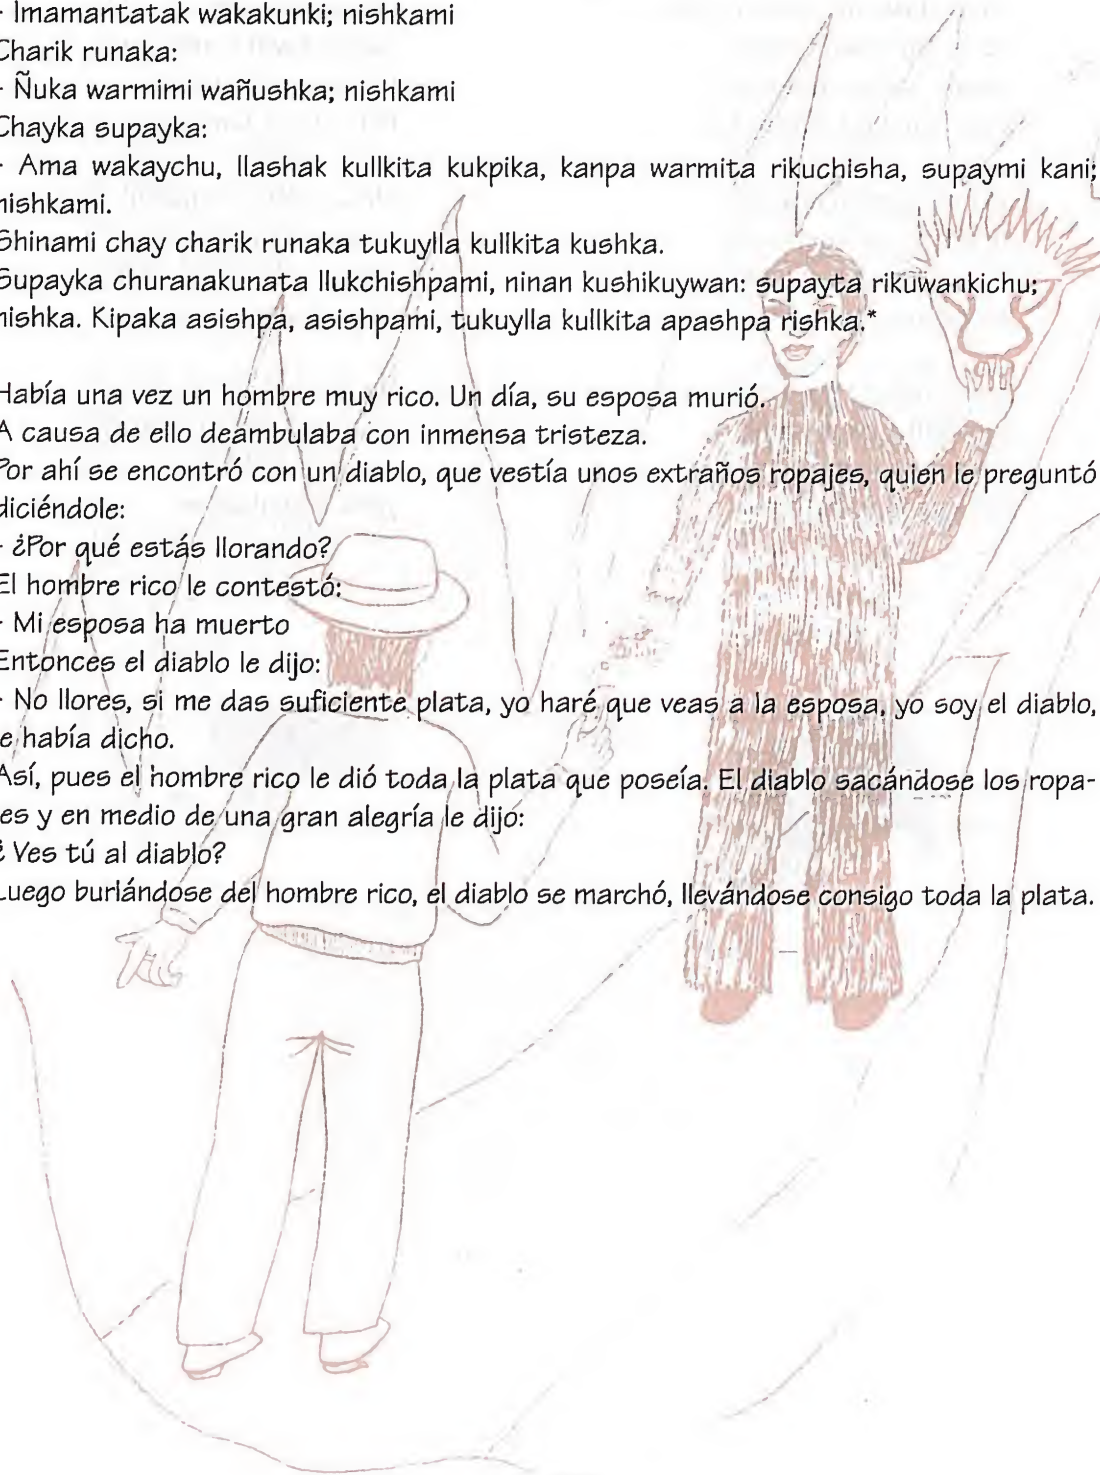 - Imamantatak wakakunki; nishkami
Charik runaka:
- Ñuka warmimi wañushka; nishkami
Chayka supayka:
- Ama wakaychu, llashak kullkita kukpika, kanpa warmita rikuchisha, supaymi kani;
nishkami.
Shinami chay charik runaka tukuylla kullkita kushka.
Supayka churanakunata llukchishpami, ninan kushikuywan: supayta rikuwankichu;
nishka. Kipaka asishpa, asishpami, tukuylla kullkita apashpa rishka.*
Había una vez un hombre muy rico. Un día, su esposa murió.
A causa de ello deambulaba con inmensa tristeza.
Por ahí se encontró con un diablo, que vestía unos extraños ropajes, quien le preguntó
diciéndole:
- ¿Por qué estás llorando?
El hombre rico le contestó:
- Mi esposa ha muerto
Entonces el diablo le dijo:
- No llores, si me das suficiente plata, yo haré que veas a la esposa, yo soy el diablo,
le había dicho.
Así, pues el hombre rico le dió toda la plata que poseía. El diablo sacándose los ropa-
jes y en medio de una gran alegría le dijo:
¿ Ves tú al diablo?
Luego burlándose del hombre rico, el diablo se marchó, llevándose consigo toda la plata.